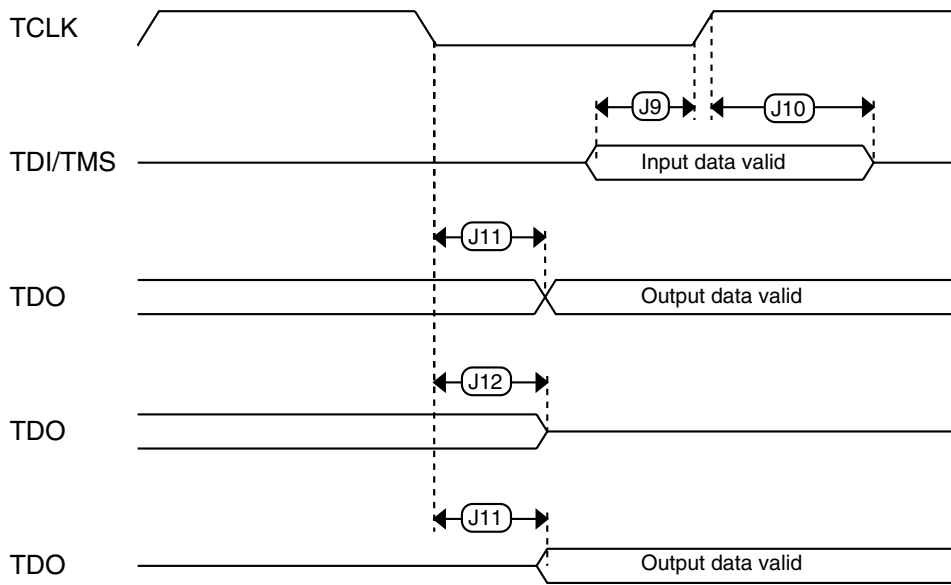 TCLK
J9
J10
TDI/TMS
Input data valid
J11
TDO
Output data valid
J12
TDO
J11
TDO
Output data valid